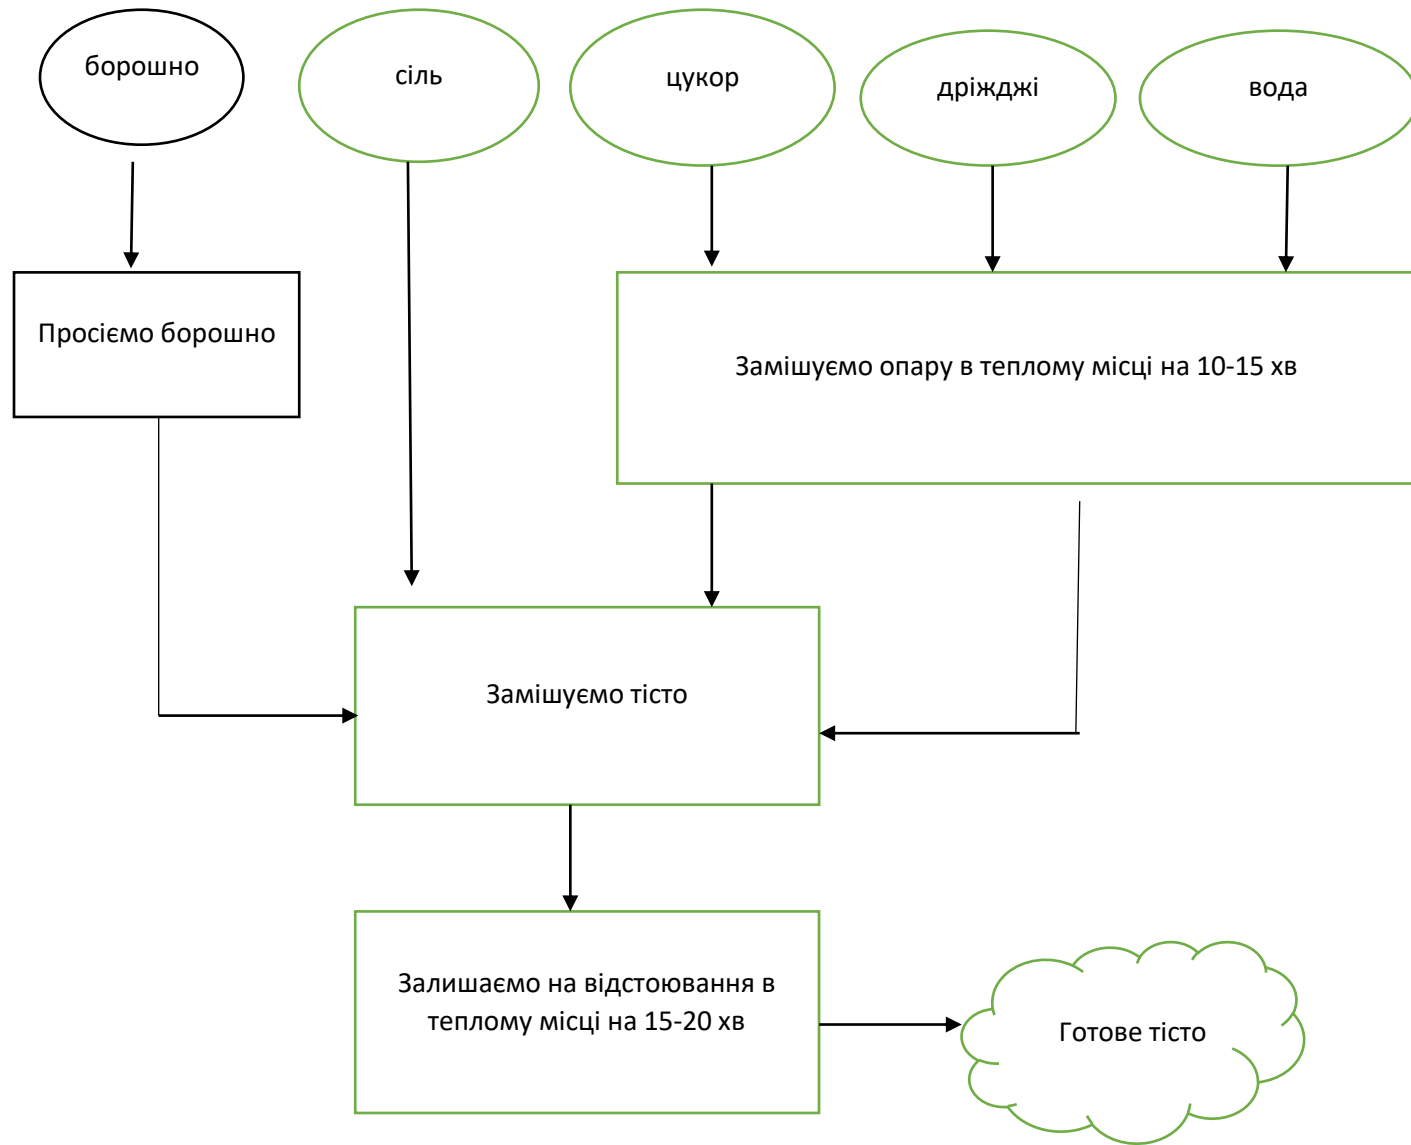 борошно
сіль
цукор
дріжджі
вода
Просіємо борошно
Замішуємо опару в теплому місці на 10-15 хв
Замішуємо тісто
Залишаємо на відстоювання в
теплому місці на 15-20 хв
Готове тісто